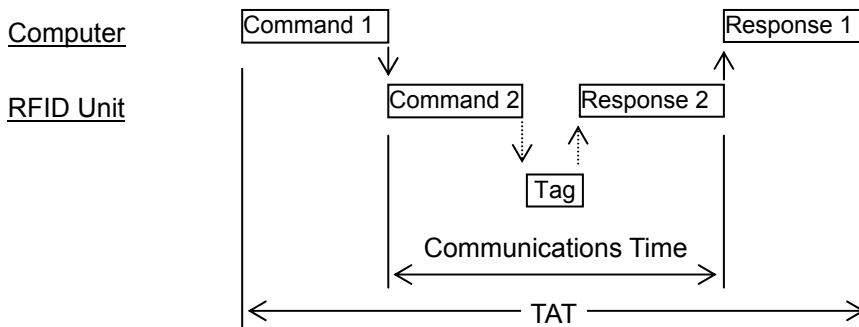 Computer
Command 1
Response 1
RFID Unit
Command 2
Response 2
Tag
Communications Time
TAT